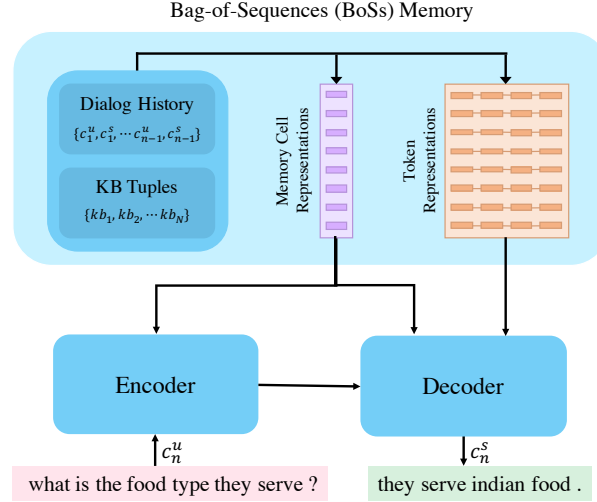 Bag-of-Sequences (BoSs) Memory
Dialog History
{c₁ᵘ, c₁ˢ, ⋯ cₙ₋₁ᵘ, cₙ₋₁ˢ}
KB Tuples
{kb₁, kb₂, ⋯ kb_N}
Memory Cell
Representations
Token
Representations
Encoder
Decoder
cₙᵘ
cₙˢ
what is the food type they serve ?
they serve indian food .